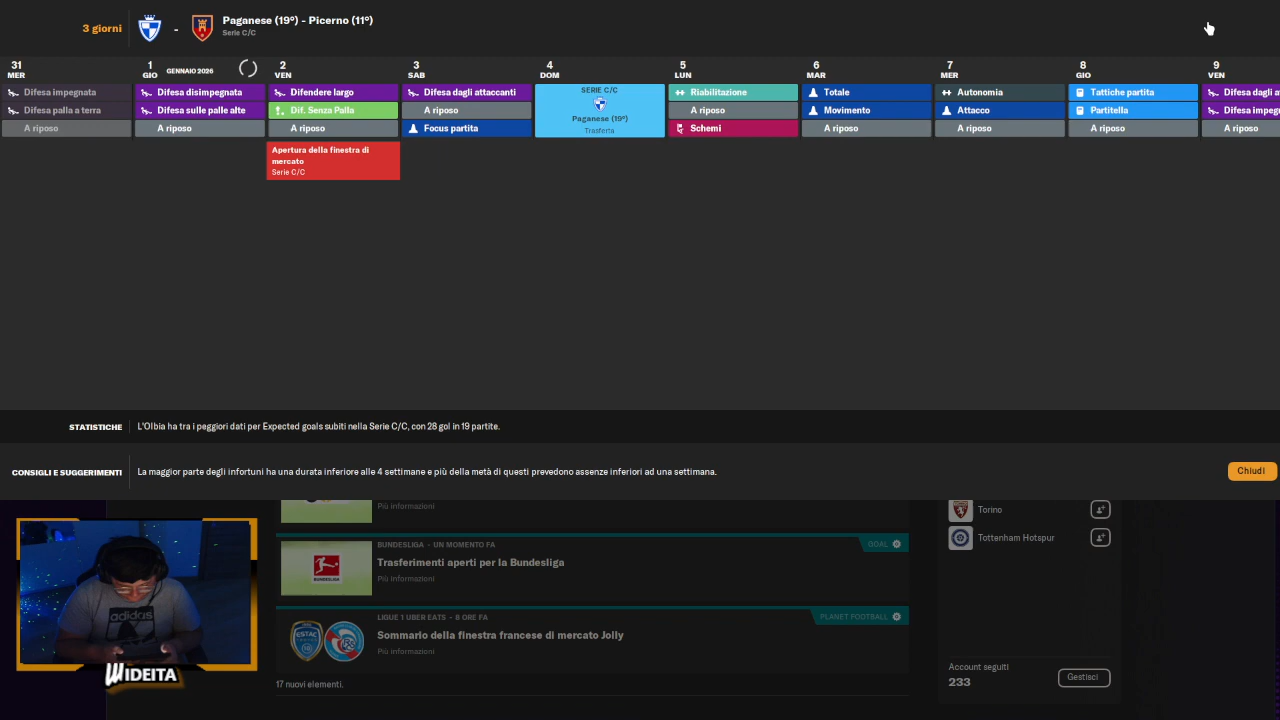 3 giorni
-
Paganese (19º) - Picerno (11º)
Serie C/C
31
MER
1
GIO
GENNAIO 2026
2
VEN
3
SAB
4
DOM
5
LUN
6
MAR
7
MER
8
GIO
9
VEN
Difesa impegnata
Difesa disimpegnata
Difendere largo
Difesa dagli attaccanti
SERIE C/C
Riabilitazione
Totale
Autonomia
Tattiche partita
Difesa dagli a
Difesa palla a terra
Difesa sulle palle alte
Dif. Senza Palla
A riposo
Paganese (19º)
A riposo
Movimento
Attacco
Partitella
Difesa impegn
A riposo
A riposo
A riposo
Focus partita
Trasferta
Schemi
A riposo
A riposo
A riposo
A riposo
Apertura della finestra di
mercato
Serie C/C
STATISTICHE
L'Olbia ha tra i peggiori dati per Expected goals subiti nella Serie C/C, con 28 gol in 19 partite.
CONSIGLI E SUGGERIMENTI
La maggior parte degli infortuni ha una durata inferiore alle 4 settimane e più della metà di questi prevedono assenze inferiori ad una settimana.
Chiudi
Più informazioni
Torino
BUNDESLIGA - UN MOMENTO FA
GOAL
Tottenham Hotspur
BUNDESLIGA
Trasferimenti aperti per la Bundesliga
Più informazioni
LIGUE 1 UBER EATS - 8 ORE FA
PLANET FOOTBALL
ESTAC
Sommario della finestra francese di mercato Jolly
Più informazioni
17 nuovi elementi.
Account seguiti
233
Gestisci
adidas
WIDEITA